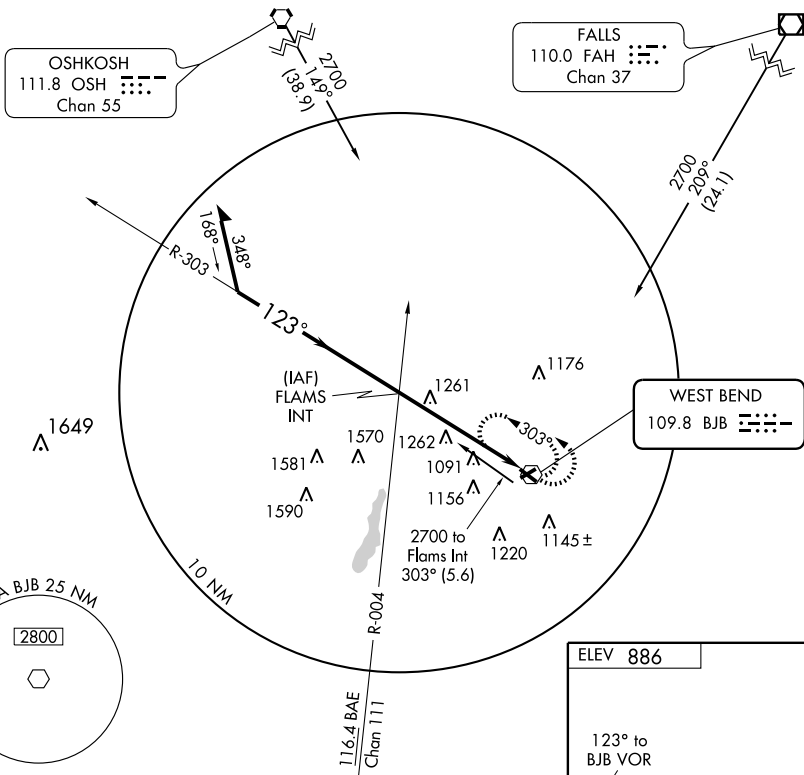 OSHKOSH
111.8 OSH
Chan 55
2700
149°
(38.9)
FALLS
110.0 FAH
Chan 37
2700
209°
(24.1)
R-303
168°
348°
123°
(IAF)
FLAMS
INT
1261
1176
1649
1570
1262
303°
WEST BEND
109.8 BJB
1581
1091
1590
1156
2700 to
Flams Int
303° (5.6)
1220
1145 ±
10 NM
A BJB 25 NM
2800
R-004
116.4 BAE
Chan 111
ELEV 886
123° to
BJB VOR